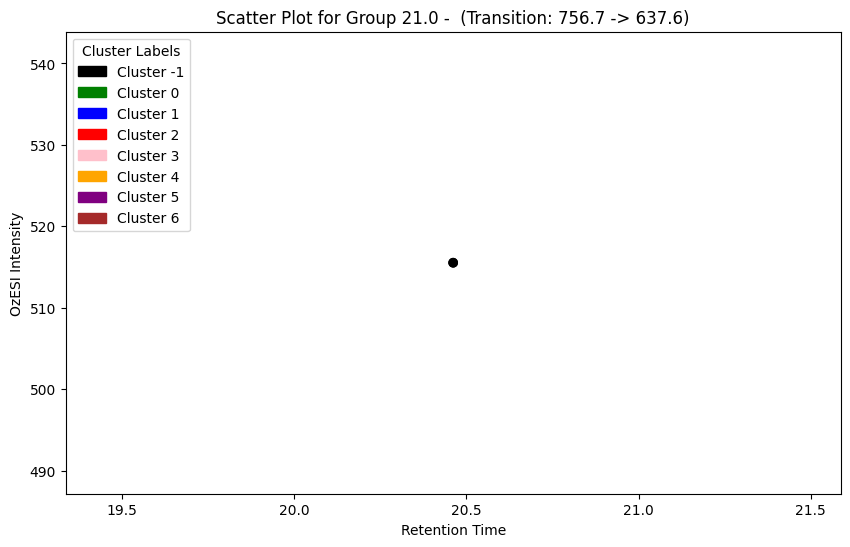 Scatter Plot for Group 21.0 -  (Transition: 756.7 -> 637.6)
Cluster Labels
Cluster -1
Cluster 0
Cluster 1
Cluster 2
Cluster 3
Cluster 4
Cluster 5
Cluster 6
OzESI Intensity
540
530
520
510
500
490
19.5 20.0 20.5 21.0 21.5
Retention Time